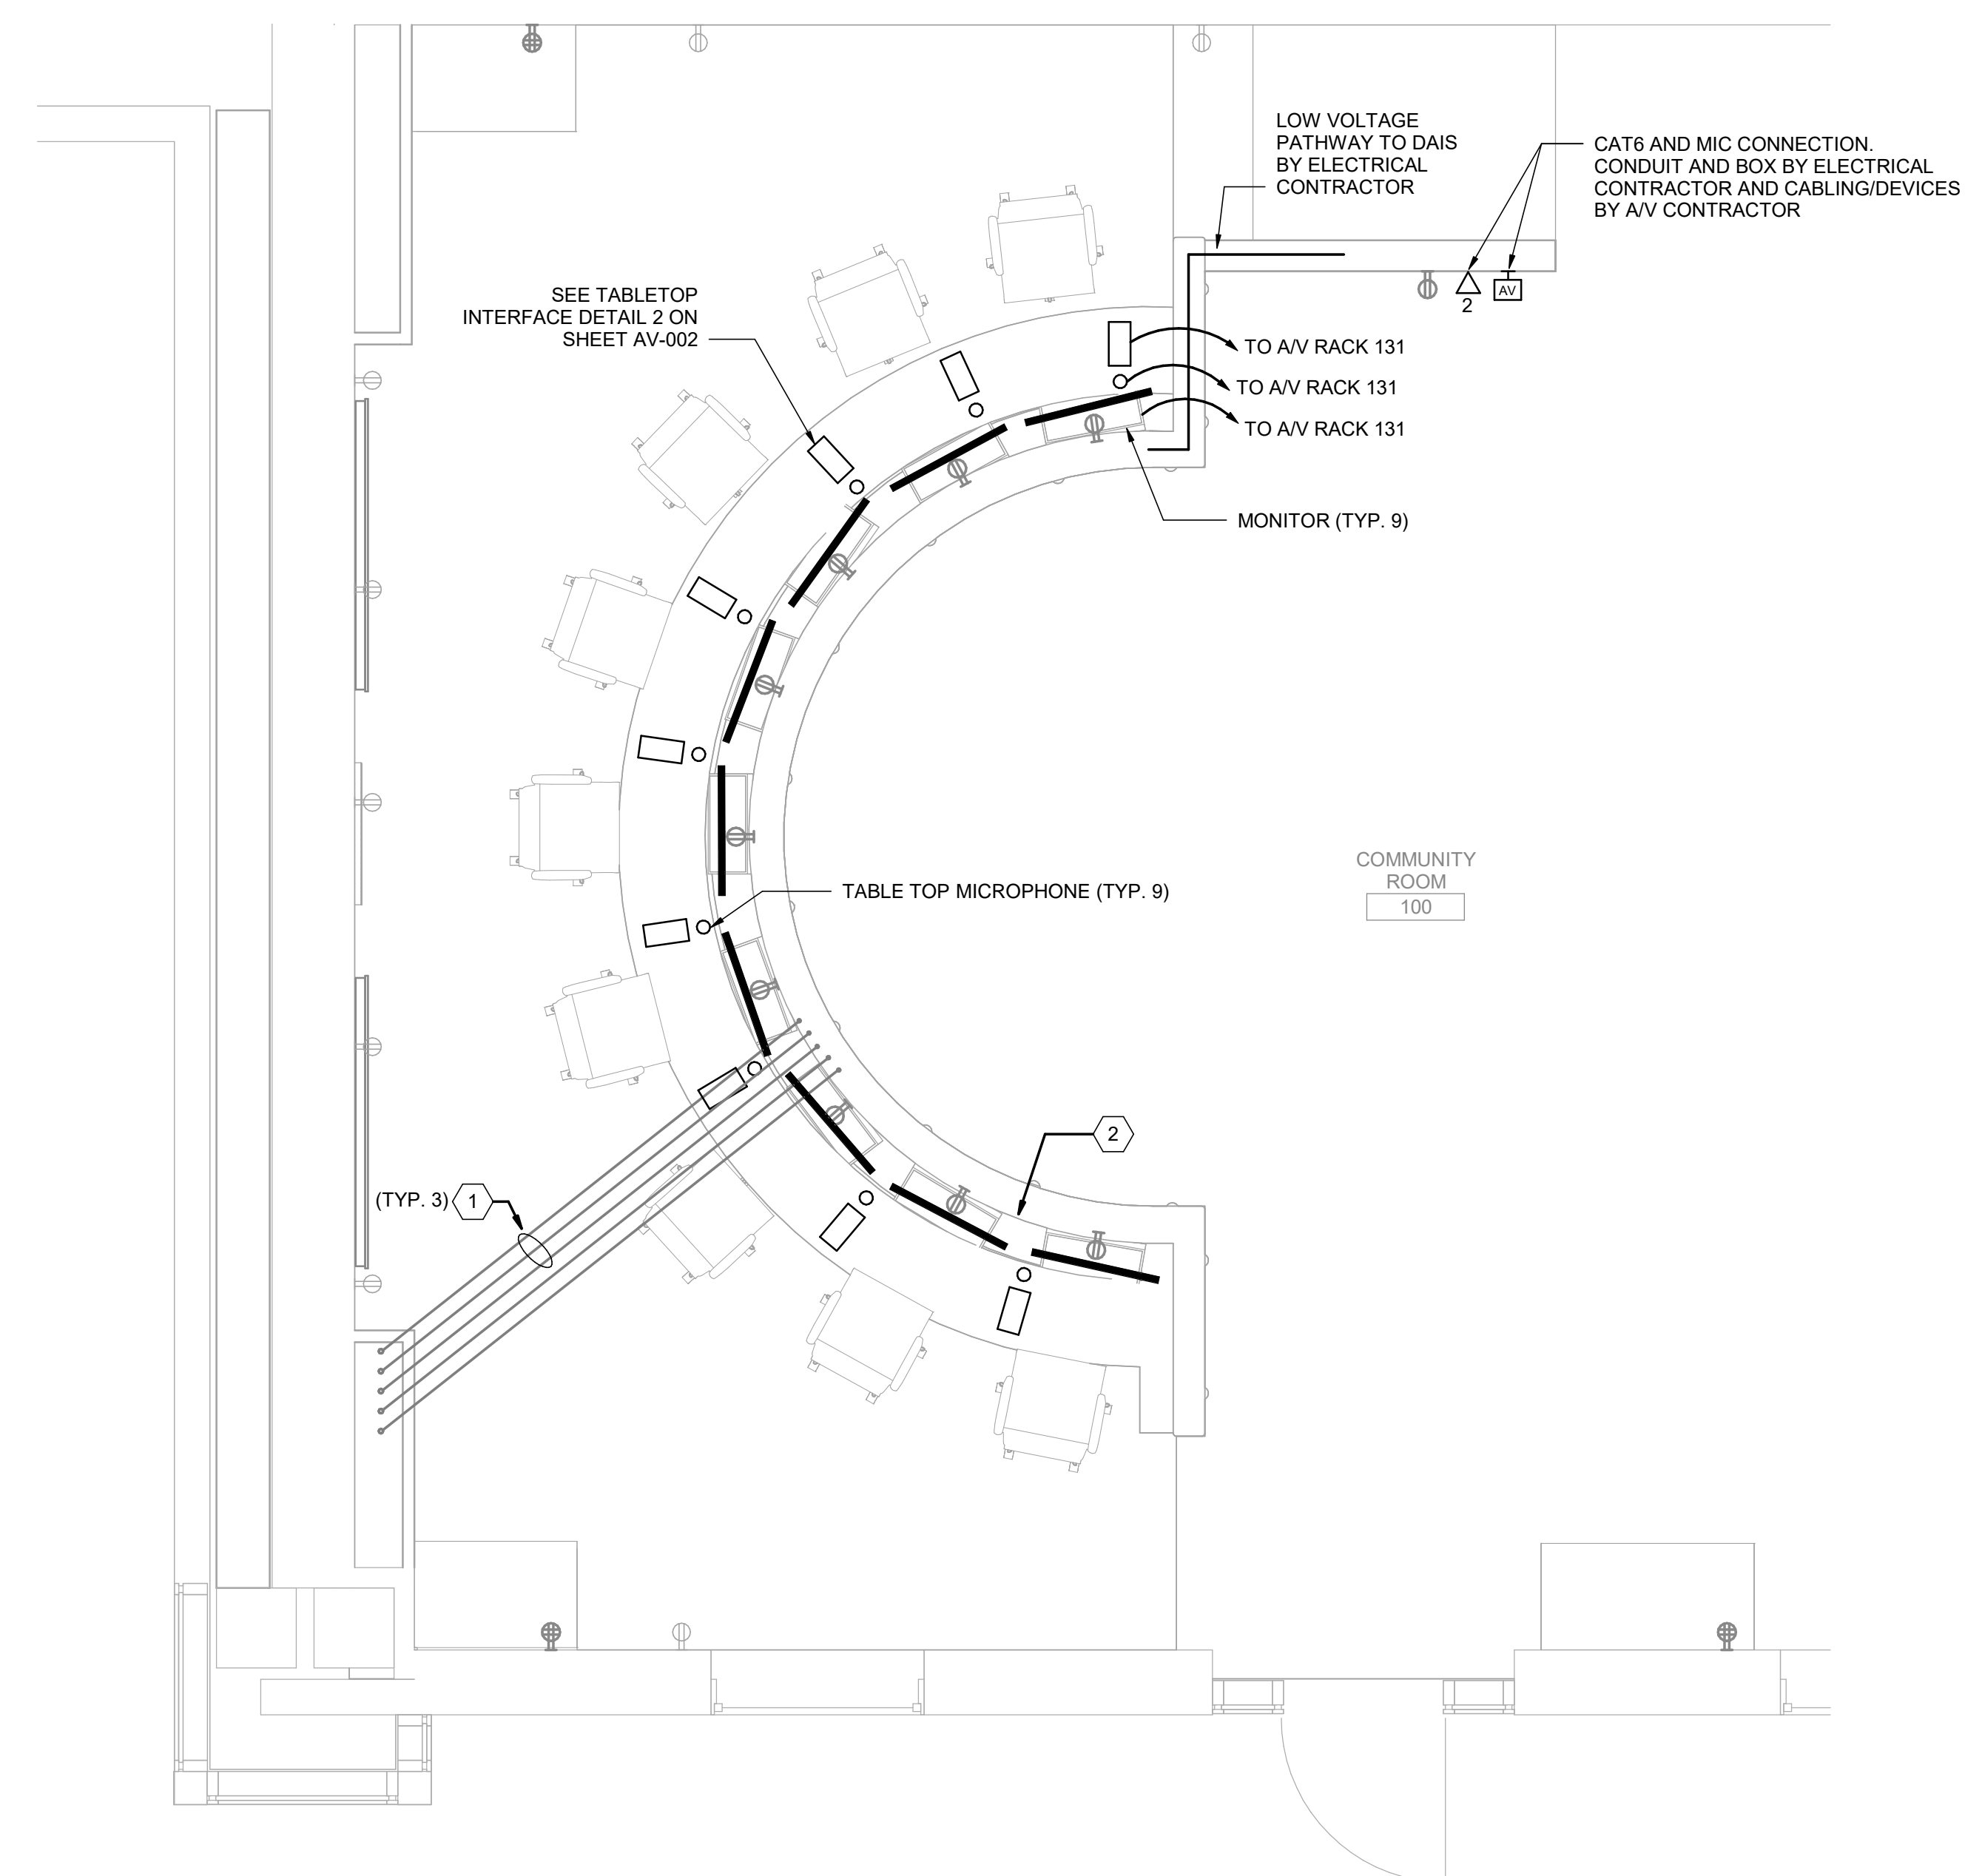 LOW VOLTAGE
PATHWAY TO DAIS
BY ELECTRICAL
CONTRACTOR
CAT6 AND MIC CONNECTION.
CONDUIT AND BOX BY ELECTRICAL
CONTRACTOR AND CABLING/DEVICES
BY A/V CONTRACTOR
2
AV
SEE TABLETOP
INTERFACE DETAIL 2 ON
SHEET AV-002
TO A/V RACK 131
TO A/V RACK 131
TO A/V RACK 131
MONITOR (TYP. 9)
COMMUNITY
ROOM
100
TABLE TOP MICROPHONE (TYP. 9)
2
(TYP. 3) 1